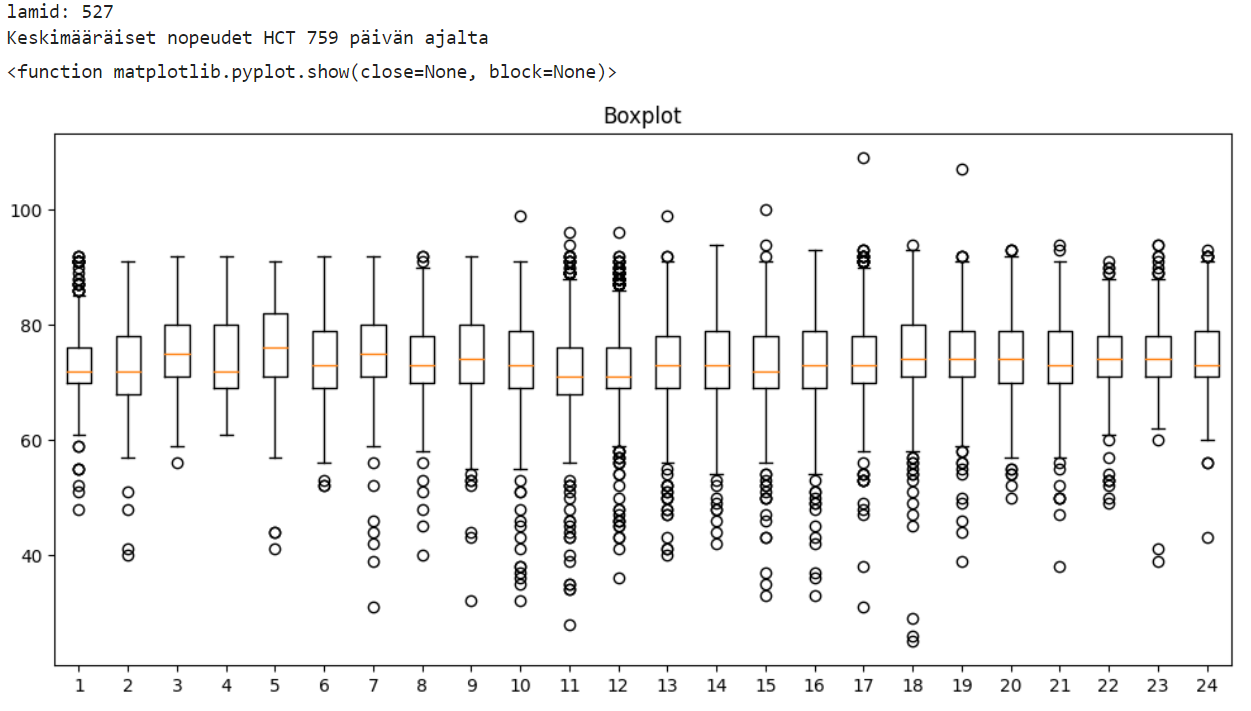 lamid: 527
Keskimääräiset nopeudet HCT 759 päivän ajalta
<function matplotlib.pyplot.show(close=None, block=None)>
Boxplot
100
80
60
40
1 2 3 4 5 6 7 8 9 10 11 12 13 14 15 16 17 18 19 20 21 22 23 24